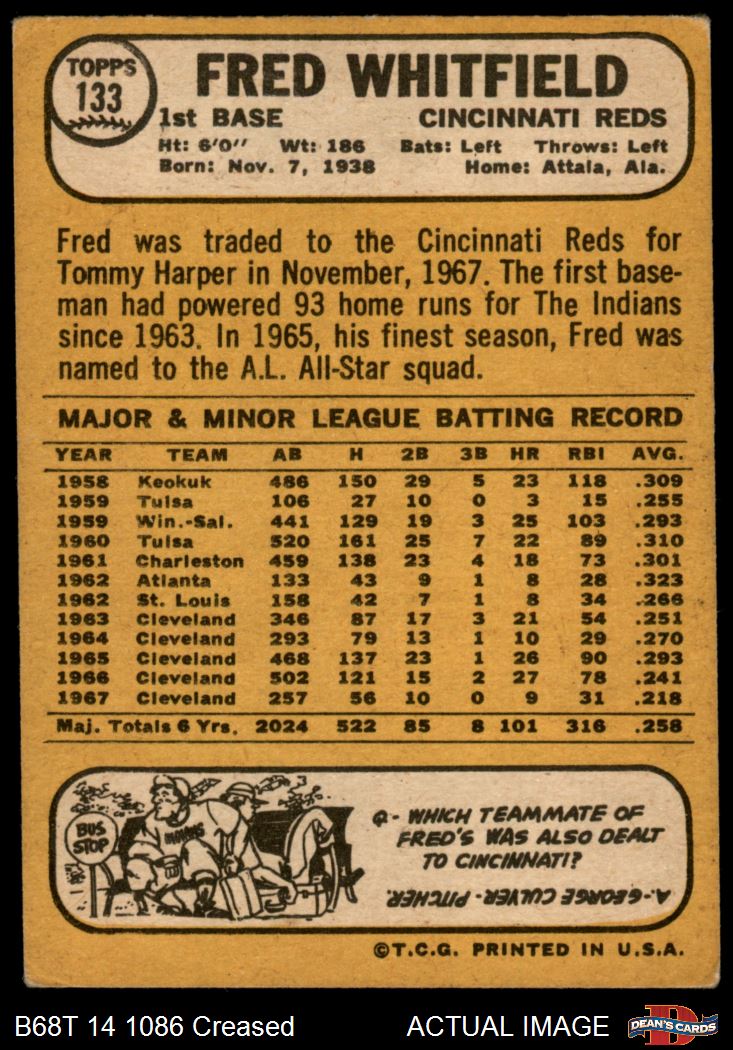 TOPPS
133
FRED WHITFIELD
1st BASE CINCINNATI REDS
Ht: 6'0" Wt: 186 Bats: Left Throws: Left
Born: Nov. 7, 1938 Home: Attala, Ala.
Fred was traded to the Cincinnati Reds for
Tommy Harper in November, 1967. The first base-
man had powered 93 home runs for The Indians
since 1963. In 1965, his finest season, Fred was
named to the A.L. All-Star squad.
MAJOR & MINOR LEAGUE BATTING RECORD
YEAR TEAM AB H 2B 3B HR RBI AVG.
1958 Keokuk 486 150 29 5 23 118 .309
1959 Tulsa 106 27 10 0 3 15 .255
1959 Win.-Sal. 441 129 19 3 25 103 .293
1960 Tulsa 520 161 25 7 22 89 .310
1961 Charleston 459 138 23 4 18 73 .301
1962 Atlanta 133 43 9 1 8 28 .323
1962 St. Louis 158 42 7 1 8 34 .266
1963 Cleveland 346 87 17 3 21 54 .251
1964 Cleveland 293 79 13 1 10 29 .270
1965 Cleveland 468 137 23 1 26 90 .293
1966 Cleveland 502 121 15 2 27 78 .241
1967 Cleveland 257 56 10 0 9 31 .218
Maj. Totals 6 Yrs. 2024 522 85 8 101 316 .258
BUS
STOP
Q- WHICH TEAMMATE OF
FRED'S WAS ALSO DEALT
TO CINCINNATI?
A-GEORGE CULVER-PITCHER.
©T.C.G. PRINTED IN U.S.A.
B68T 14 1086 Creased ACTUAL IMAGE DEAN'S CARDS